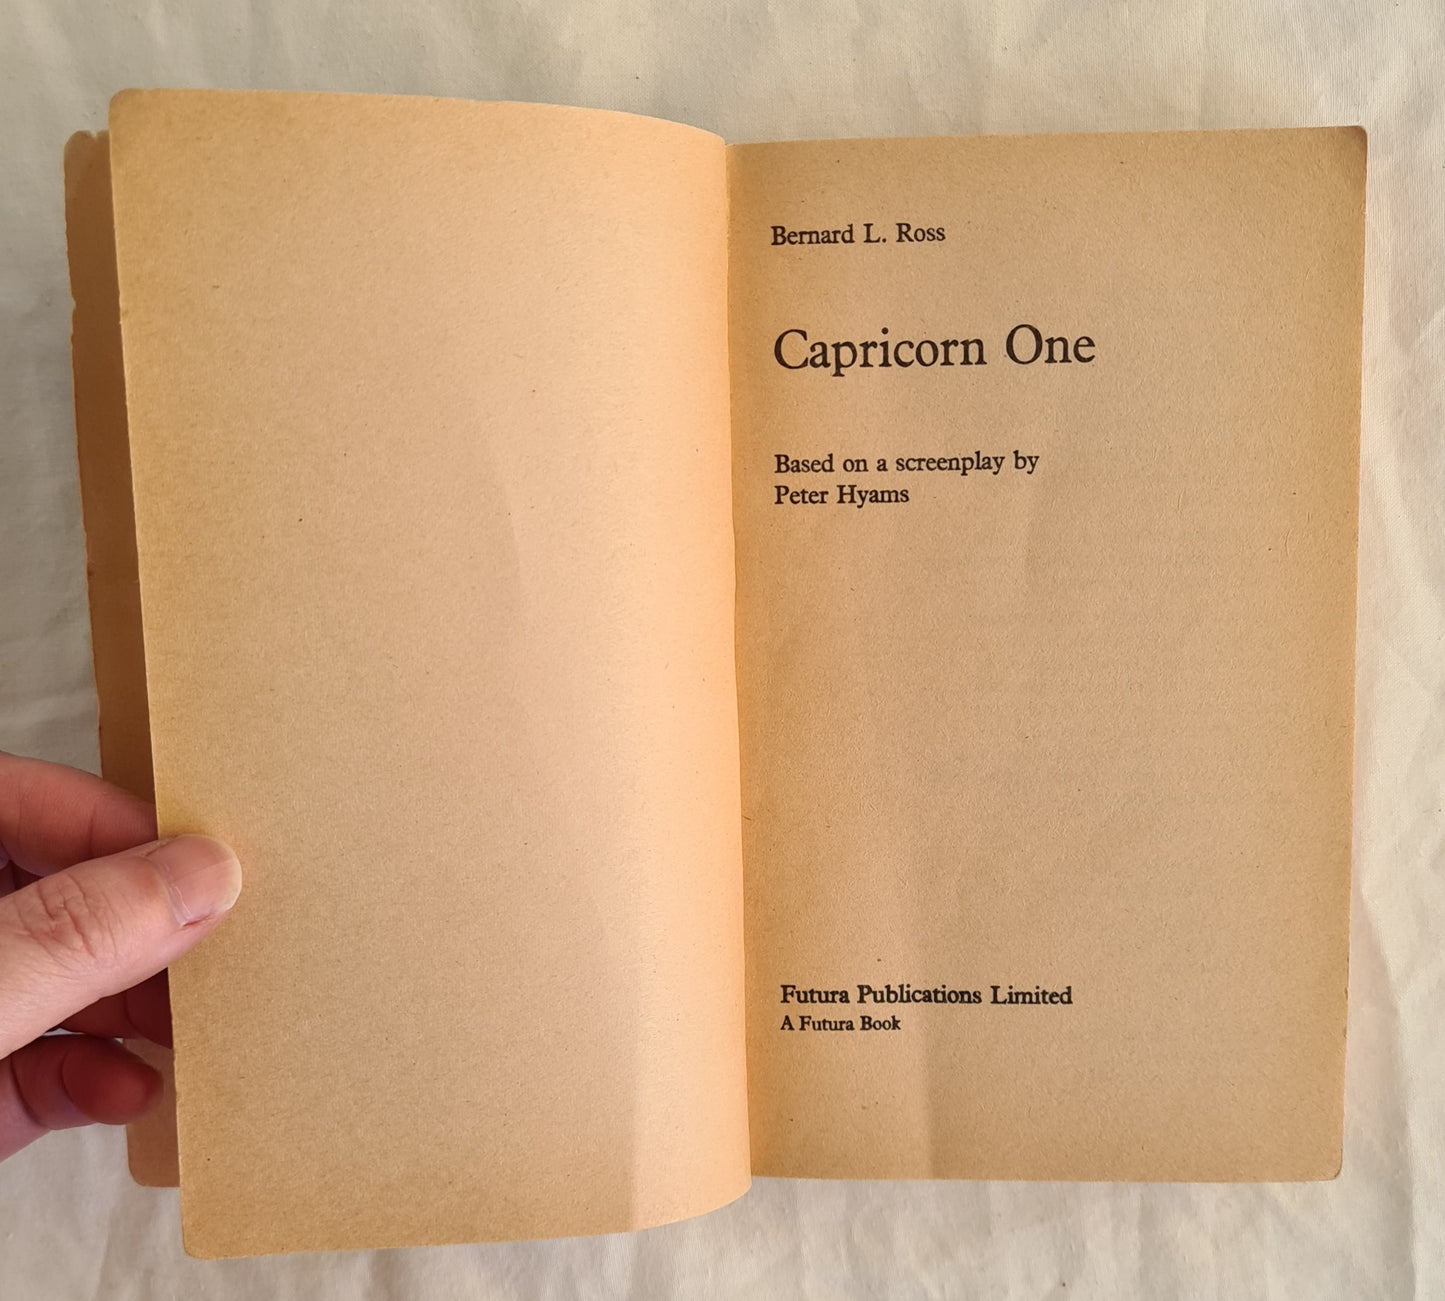 Bernard L. Ross
Capricorn One
Based on a screenplay by
Peter Hyams
Futura Publications Limited
A Futura Book